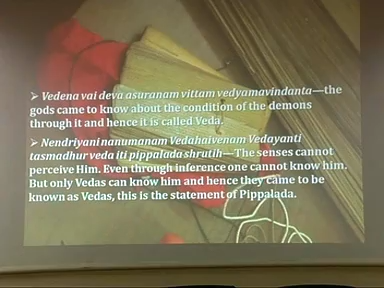 ➢ Vedena vai deva asuranam vittam vedyamavindanta—the
gods came to know about the condition of the demons
through it and hence it is called Veda.
➢ Nendriyani nanumanam Vedahaivenam Vedayanti
tasmadhur veda iti pippalada shrutih—The senses cannot
perceive Him. Even through inference one cannot know him.
But only Vedas can know him and hence they came to be
known as Vedas, this is the statement of Pippalada.